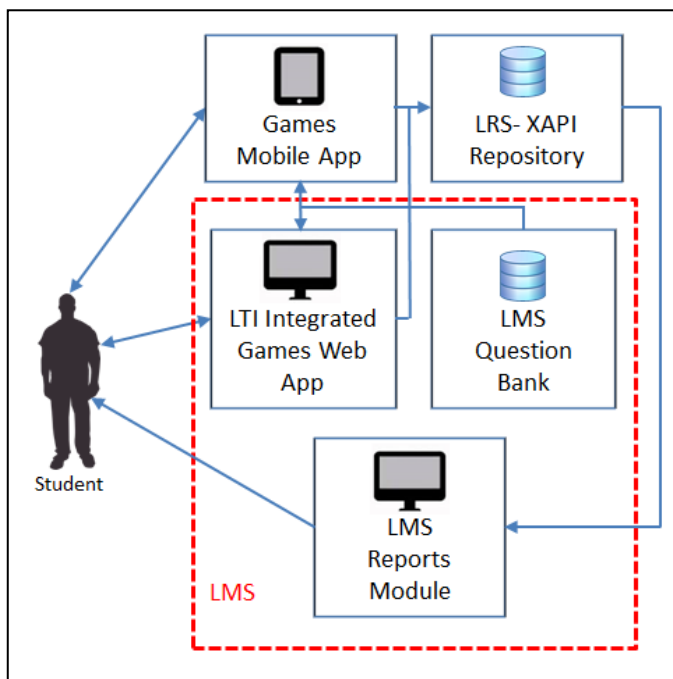 Games
Mobile App
LRS- XAPI
Repository
LTI Integrated
Games Web
App
LMS
Question
Bank
Student
LMS
Reports
Module
LMS